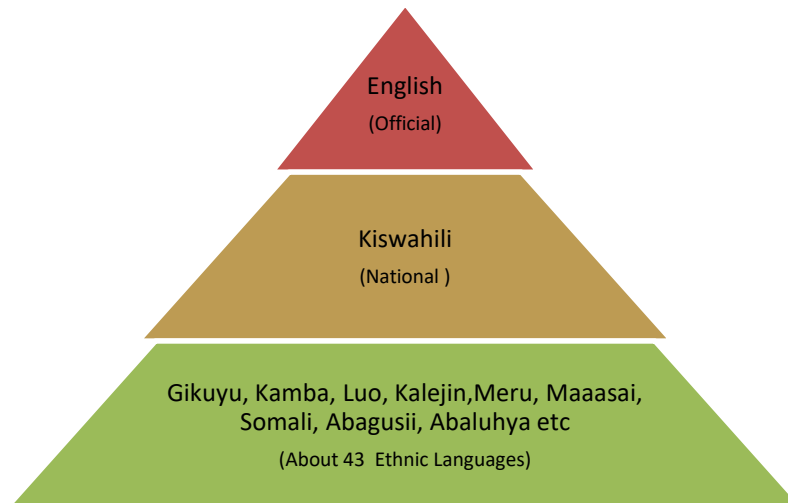 English
(Official)
Kiswahili
(National )
Gikuyu, Kamba, Luo, Kalejin,Meru, Maaasai,
Somali, Abagusii, Abaluhya etc
(About 43  Ethnic Languages)